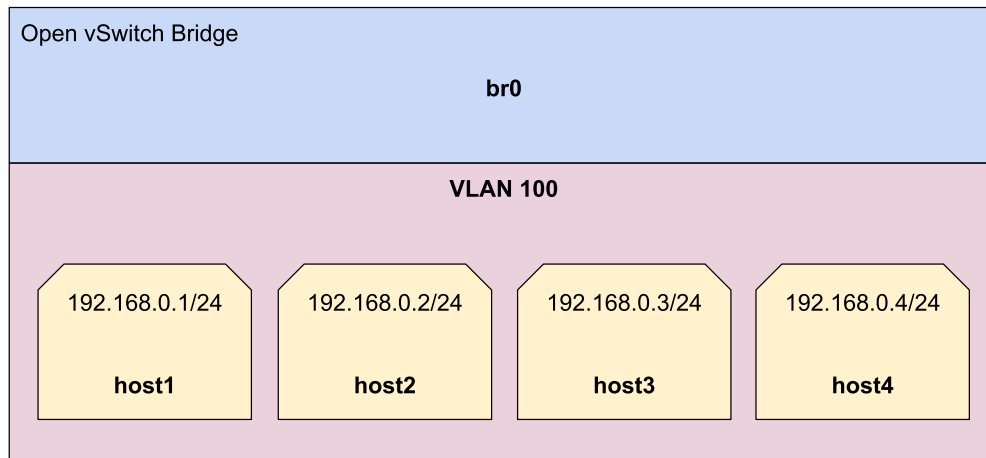 Open vSwitch Bridge
br0
VLAN 100
192.168.0.1/24
host1
192.168.0.2/24
host2
192.168.0.3/24
host3
192.168.0.4/24
host4